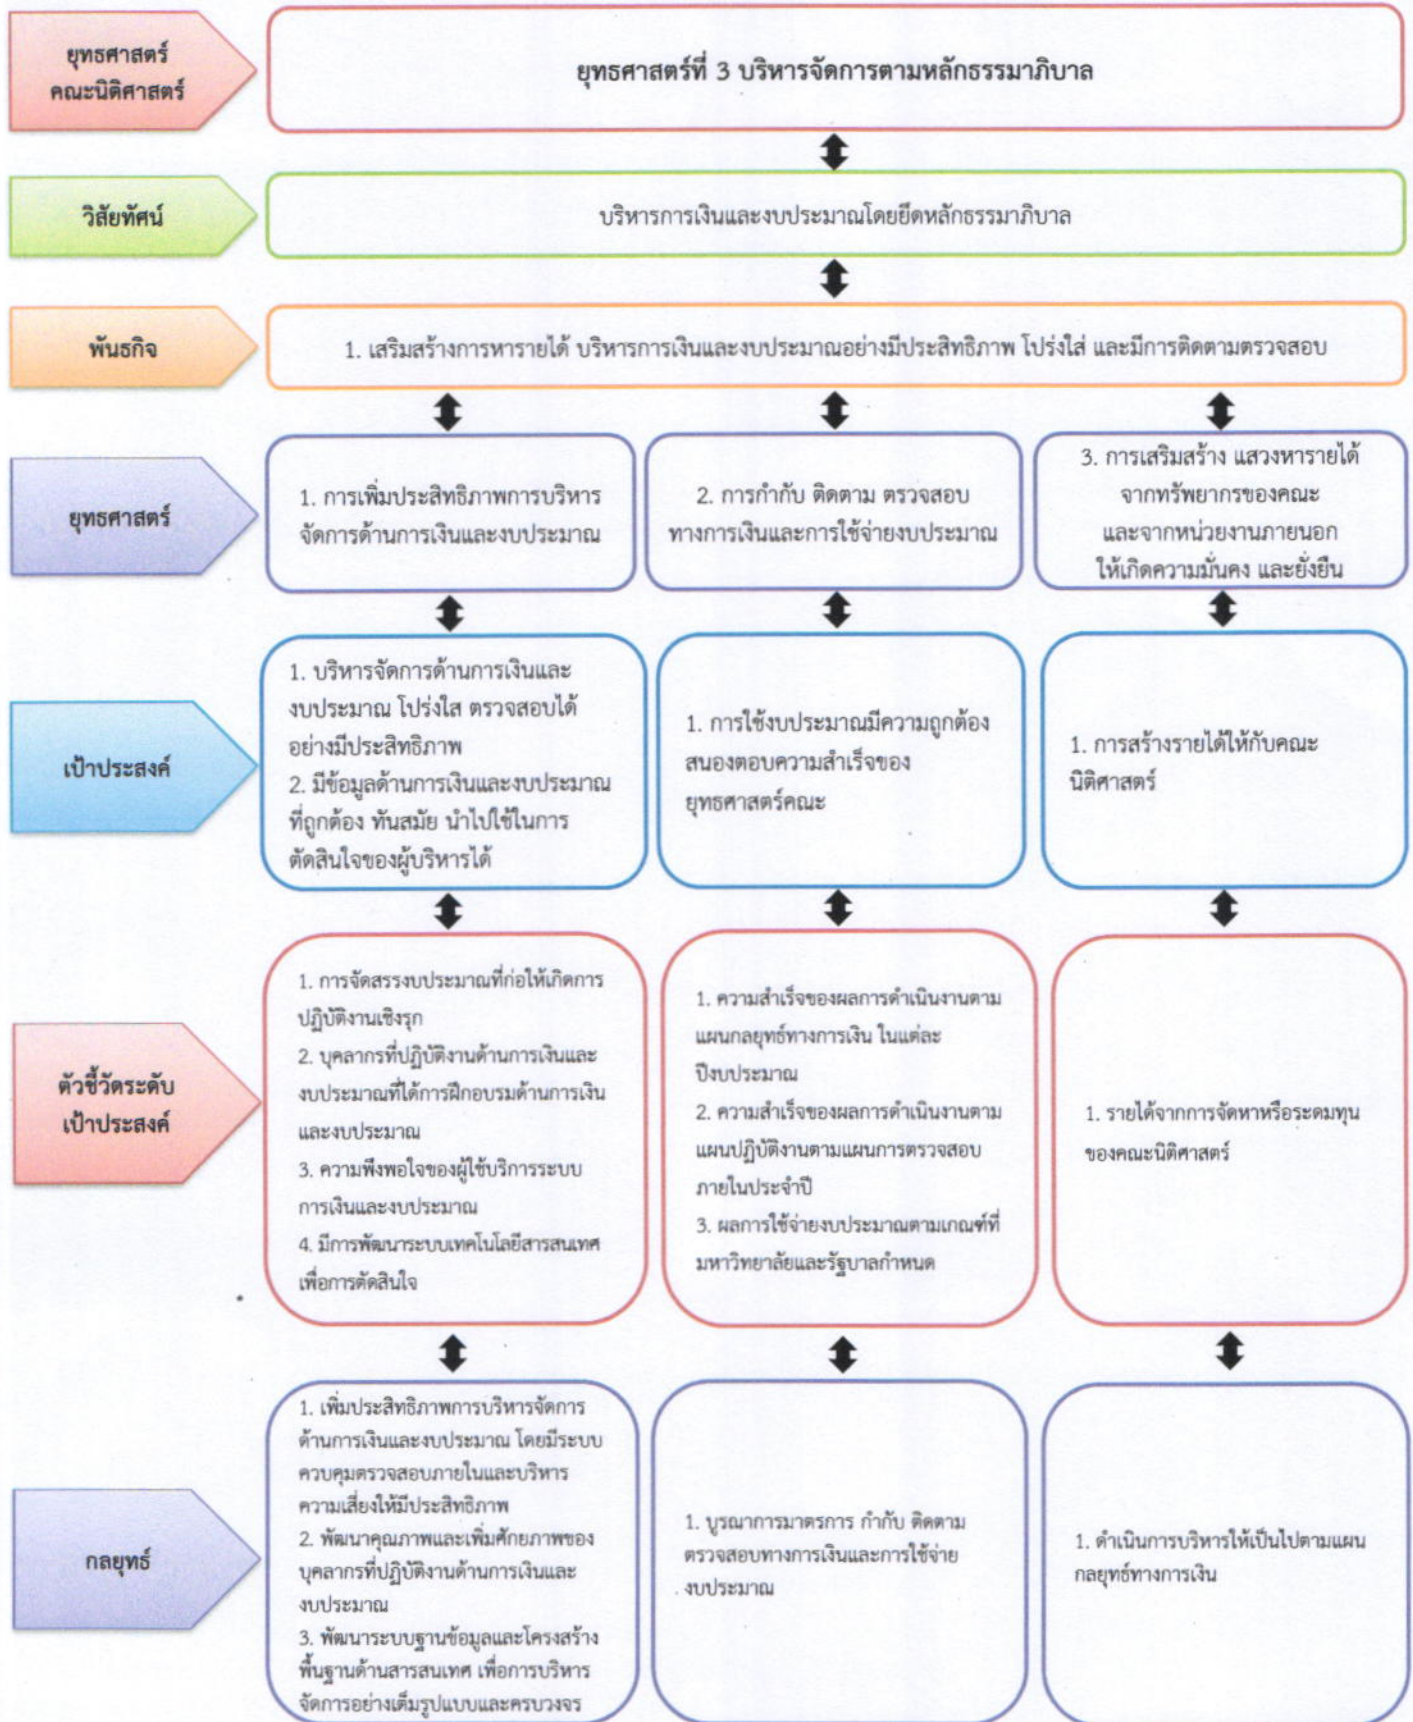 ยุทธศาสตร์
คณะนิติศาสตร์
ยุทธศาสตร์ที่ 3 บริหารจัดการตามหลักธรรมาภิบาล
วิสัยทัศน์
บริหารการเงินและงบประมาณโดยยึดหลักธรรมาภิบาล
พันธกิจ
1. เสริมสร้างการหารายได้ บริหารการเงินและงบประมาณอย่างมีประสิทธิภาพ โปร่งใส่ และมีการติดตามตรวจสอบ
ยุทธศาสตร์
1. การเพิ่มประสิทธิภาพการบริหาร
จัดการด้านการเงินและงบประมาณ
2. การกำกับ ติดตาม ตรวจสอบ
ทางการเงินและการใช้จ่ายงบประมาณ
3. การเสริมสร้าง แสวงหารายได้
จากทรัพยากรของคณะ
และจากหน่วยงานภายนอก
ให้เกิดความมั่นคง และยั่งยืน
เป้าประสงค์
1. บริหารจัดการด้านการเงินและ
งบประมาณ โปร่งใส ตรวจสอบได้
อย่างมีประสิทธิภาพ
2. มีข้อมูลด้านการเงินและงบประมาณ
ที่ถูกต้อง ทันสมัย นำไปใช้ในการ
ตัดสินใจของผู้บริหารได้
1. การใช้งบประมาณมีความถูกต้อง
สนองตอบความสำเร็จของ
ยุทธศาสตร์คณะ
1. การสร้างรายได้ให้กับคณะ
นิติศาสตร์
ตัวชี้วัดระดับ
เป้าประสงค์
1. การจัดสรรงบประมาณที่ก่อให้เกิดการ
ปฏิบัติงานเชิงรุก
2. บุคลากรที่ปฏิบัติงานด้านการเงินและ
งบประมาณที่ได้การฝึกอบรมด้านการเงิน
และงบประมาณ
3. ความพึงพอใจของผู้ใช้บริการระบบ
การเงินและงบประมาณ
4. มีการพัฒนาระบบเทคโนโลยีสารสนเทศ
เพื่อการตัดสินใจ
1. ความสำเร็จของผลการดำเนินงานตาม
แผนกลยุทธ์ทางการเงิน ในแต่ละ
ปีงบประมาณ
2. ความสำเร็จของผลการดำเนินงานตาม
แผนปฏิบัติงานตามแผนการตรวจสอบ
ภายในประจำปี
3. ผลการใช้จ่ายงบประมาณตามเกณฑ์ที่
มหาวิทยาลัยและรัฐบาลกำหนด
1. รายได้จากการจัดหาหรือระดมทุน
ของคณะนิติศาสตร์
กลยุทธ์
1. เพิ่มประสิทธิภาพการบริหารจัดการ
ด้านการเงินและงบประมาณ โดยมีระบบ
ควบคุมตรวจสอบภายในและบริหาร
ความเสี่ยงให้มีประสิทธิภาพ
2. พัฒนาคุณภาพและเพิ่มศักยภาพของ
บุคลากรที่ปฏิบัติงานด้านการเงินและ
งบประมาณ
3. พัฒนาระบบฐานข้อมูลและโครงสร้าง
พื้นฐานด้านสารสนเทศ เพื่อการบริหาร
จัดการอย่างเต็มรูปแบบและครบวงจร
1. บูรณาการมาตรการ กำกับ ติดตาม
ตรวจสอบทางการเงินและการใช้จ่าย
งบประมาณ
1. ดำเนินการบริหารให้เป็นไปตามแผน
กลยุทธ์ทางการเงิน